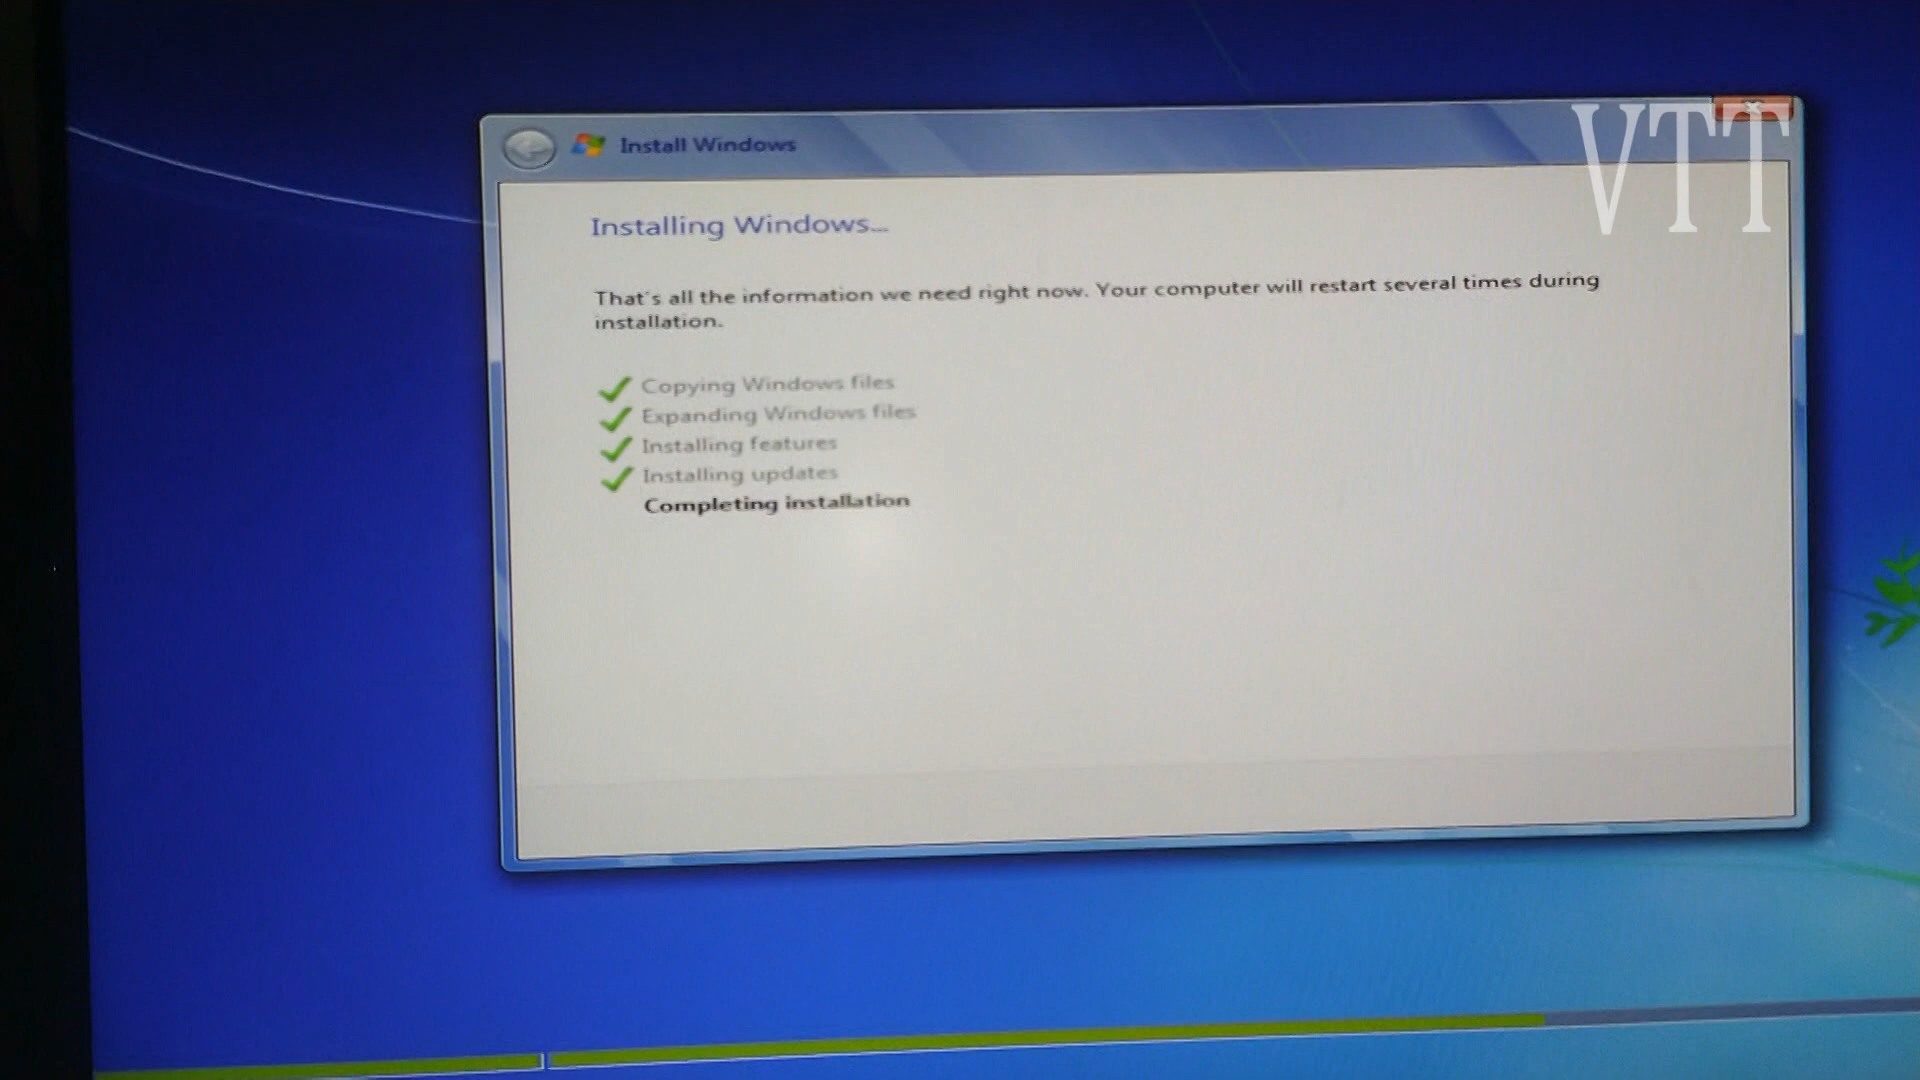 VTT
Install Windows
Installing Windows...
That's all the information we need right now. Your computer will restart several times during
installation.
Copying Windows files
Expanding Windows files
Installing features
Installing updates
Completing installation